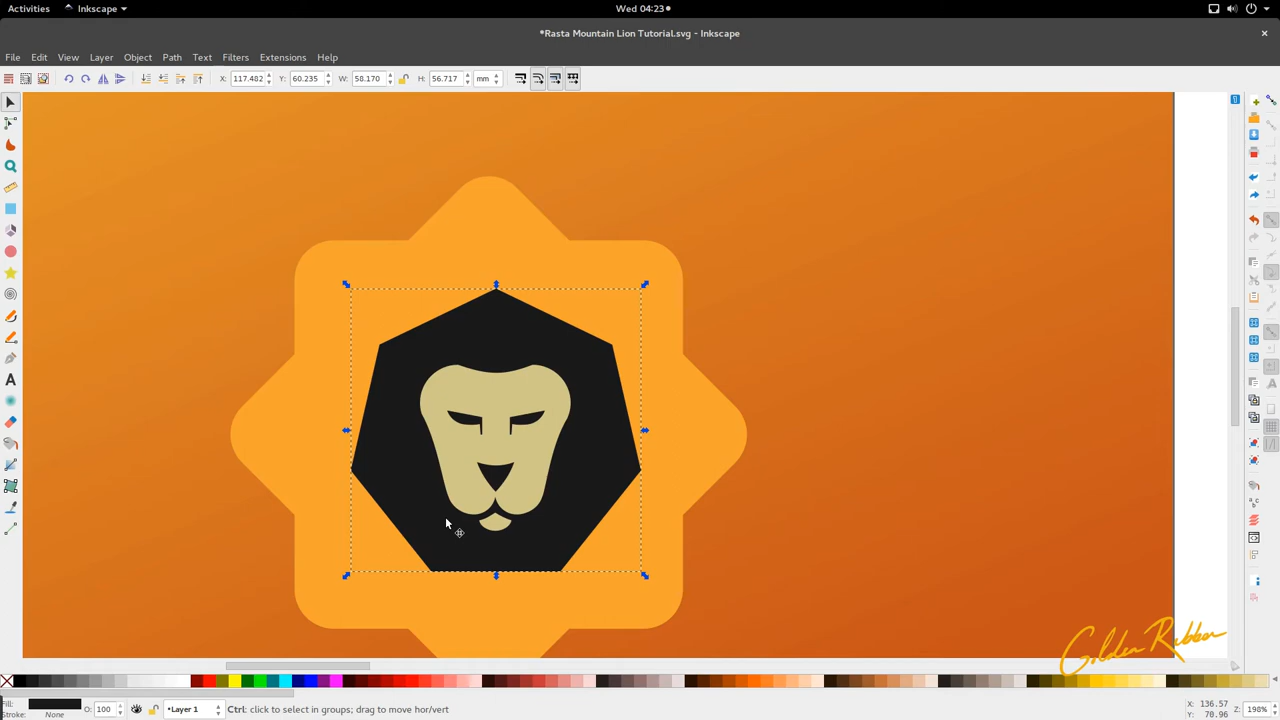 Activities Inkscape Wed 04:23
*Rasta Mountain Lion Tutorial.svg - Inkscape
File Edit View Layer Object Path Text Filters Extensions Help
X: 117.482 Y: 60.235 W: 58.170 H: 56.717 mm
Golden Ribbon
Fill:
Stroke: None O: 100 •Layer 1 Ctrl: click to select in groups; drag to move hor/vert X: 136.57 Y: 70.96 Z: 198%